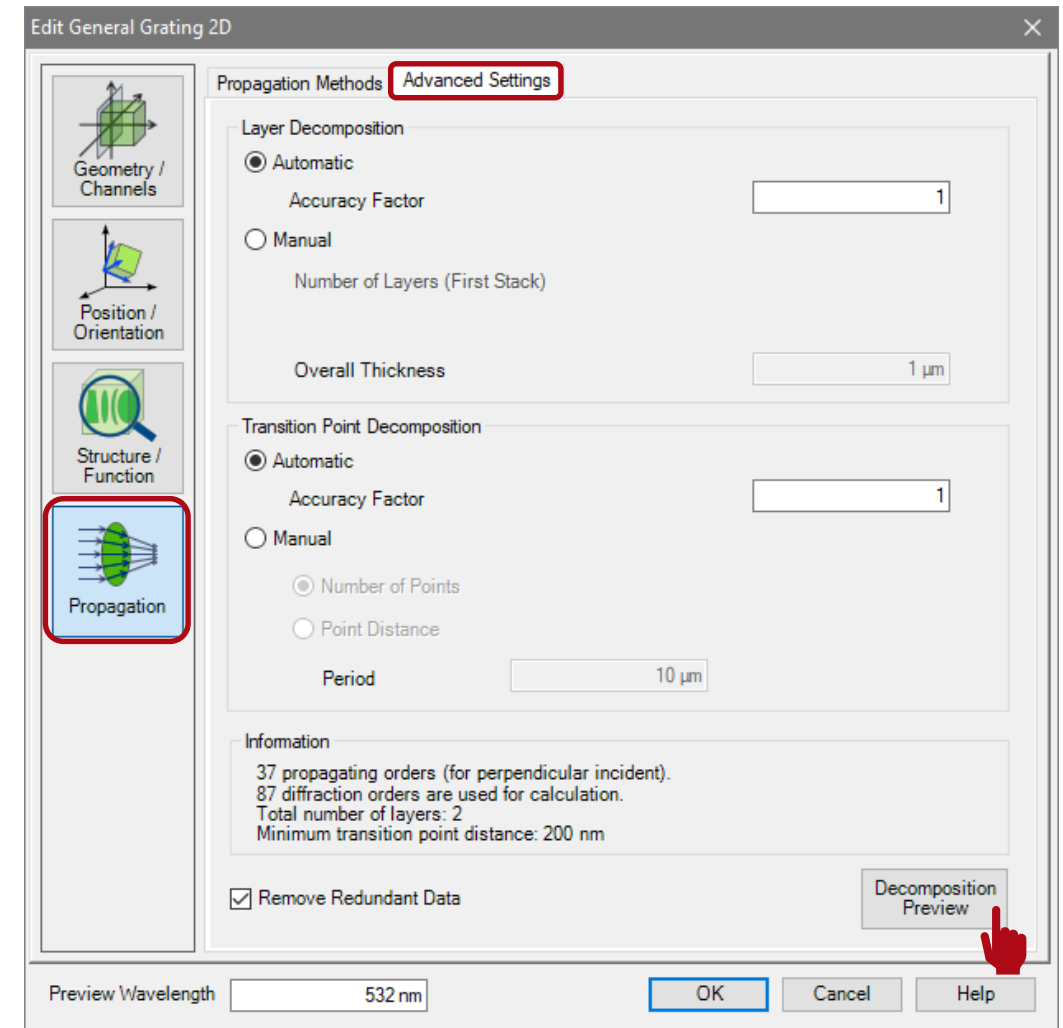 Edit General Grating 2D
Propagation Methods
Advanced Settings
Geometry /
Channels
Position /
Orientation
Structure /
Function
Propagation
Layer Decomposition
Automatic
Accuracy Factor
1
Manual
Number of Layers (First Stack)
Overall Thickness
1 µm
Transition Point Decomposition
Automatic
Accuracy Factor
1
Manual
Number of Points
Point Distance
Period
10 µm
Information
37 propagating orders (for perpendicular incident).
87 diffraction orders are used for calculation.
Total number of layers: 2
Minimum transition point distance: 200 nm
Remove Redundant Data
Decomposition
Preview
Preview Wavelength
532 nm
OK
Cancel
Help